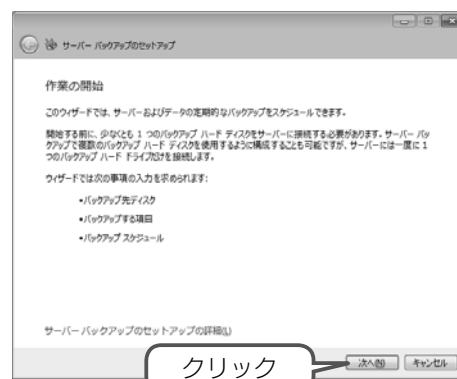 サーバー バックアップのセットアップ
作業の開始
このウィザードでは、サーバーおよびデータの定期的なバックアップをスケジュールできます。
開始する前に、少なくとも 1 つのバックアップ ハード ディスクをサーバーに接続する必要があります。サーバー バッ
クアップで複数のバックアップ ハード ディスクを使用するように構成することも可能ですが、サーバーには一度に 1
つのバックアップ ハード ドライブだけを接続します。
ウィザードでは次の事項の入力を求められます:
•バックアップ先ディスク
•バックアップする項目
•バックアップ スケジュール
サーバー バックアップのセットアップの詳細(L)
クリック
次へ(N)
キャンセル